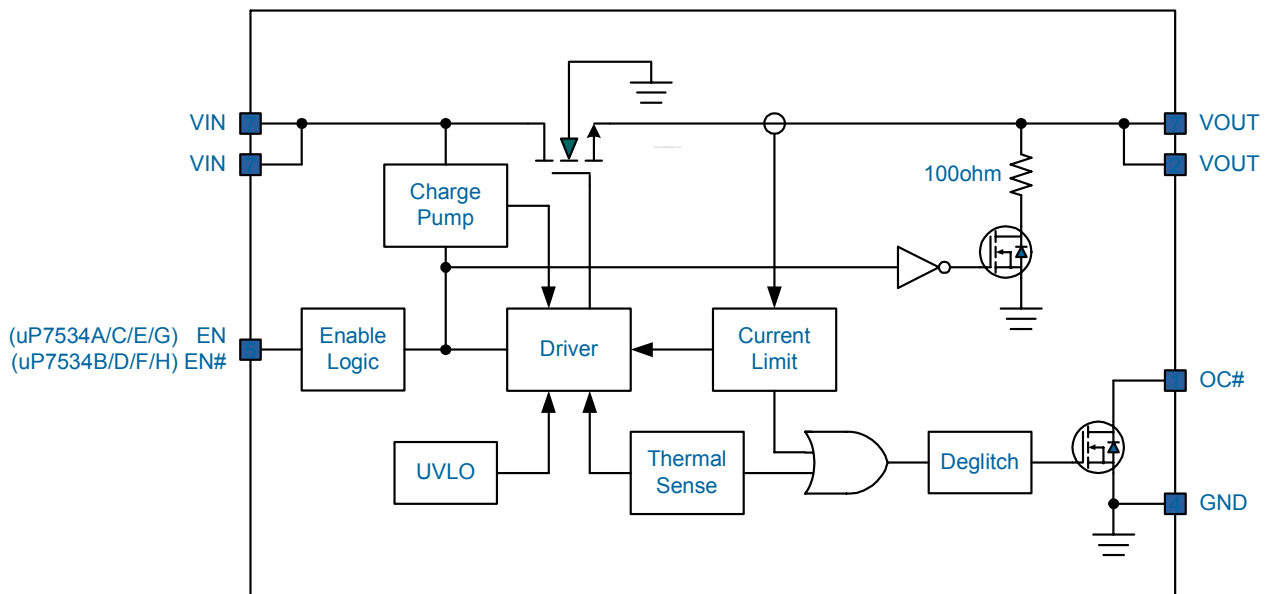 VIN
VOUT
VIN
VOUT
100ohm
Charge
Pump
(uP7534A/C/E/G) EN
(uP7534B/D/F/H) EN#
Enable
Logic
Driver
Current
Limit
OC#
UVLO
Thermal
Sense
Deglitch
GND